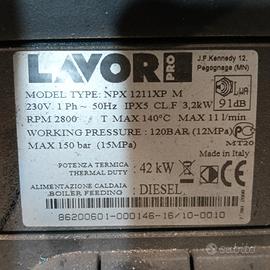 LAVOR PRO
J.F.Kennedy 12,
Pegognaga (MN)
MODEL TYPE: NPX 1211XP M
230V. 1 Ph ~ 50Hz IPX5 CL.F 3,2kW
LWA
91dB
RPM 2800 T MAX 140°C MAX 11 l/min
WORKING PRESSURE : 120BAR (12MPa)
MAX 150 bar (15MPa)
MT20
POTENZA TERMICA :
THERMAL DUTY :
42 kW
Made in Italy
ALIMENTAZIONE CALDAIA :
BOILER FEEDING :
DIESEL
86200601-000146-16/10-0010
subito